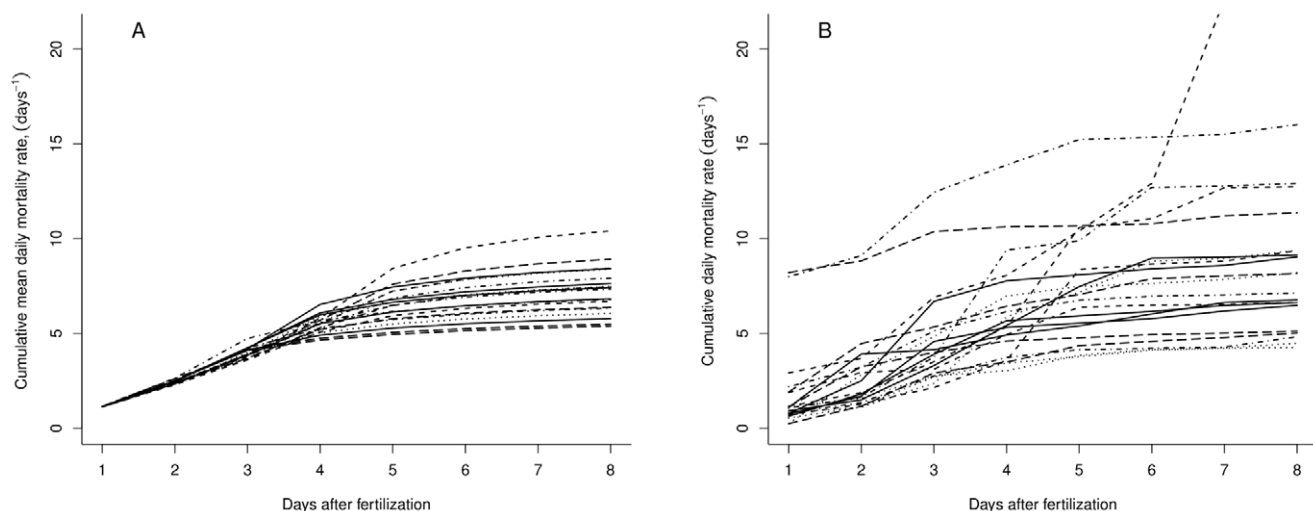 A
Cumulative mean daily mortality rate, (days⁻¹)
20
15
10
5
0
1 2 3 4 5 6 7 8
Days after fertilization
B
Cumulative daily mortality rate (days⁻¹)
20
15
10
5
0
1 2 3 4 5 6 7 8
Days after fertilization